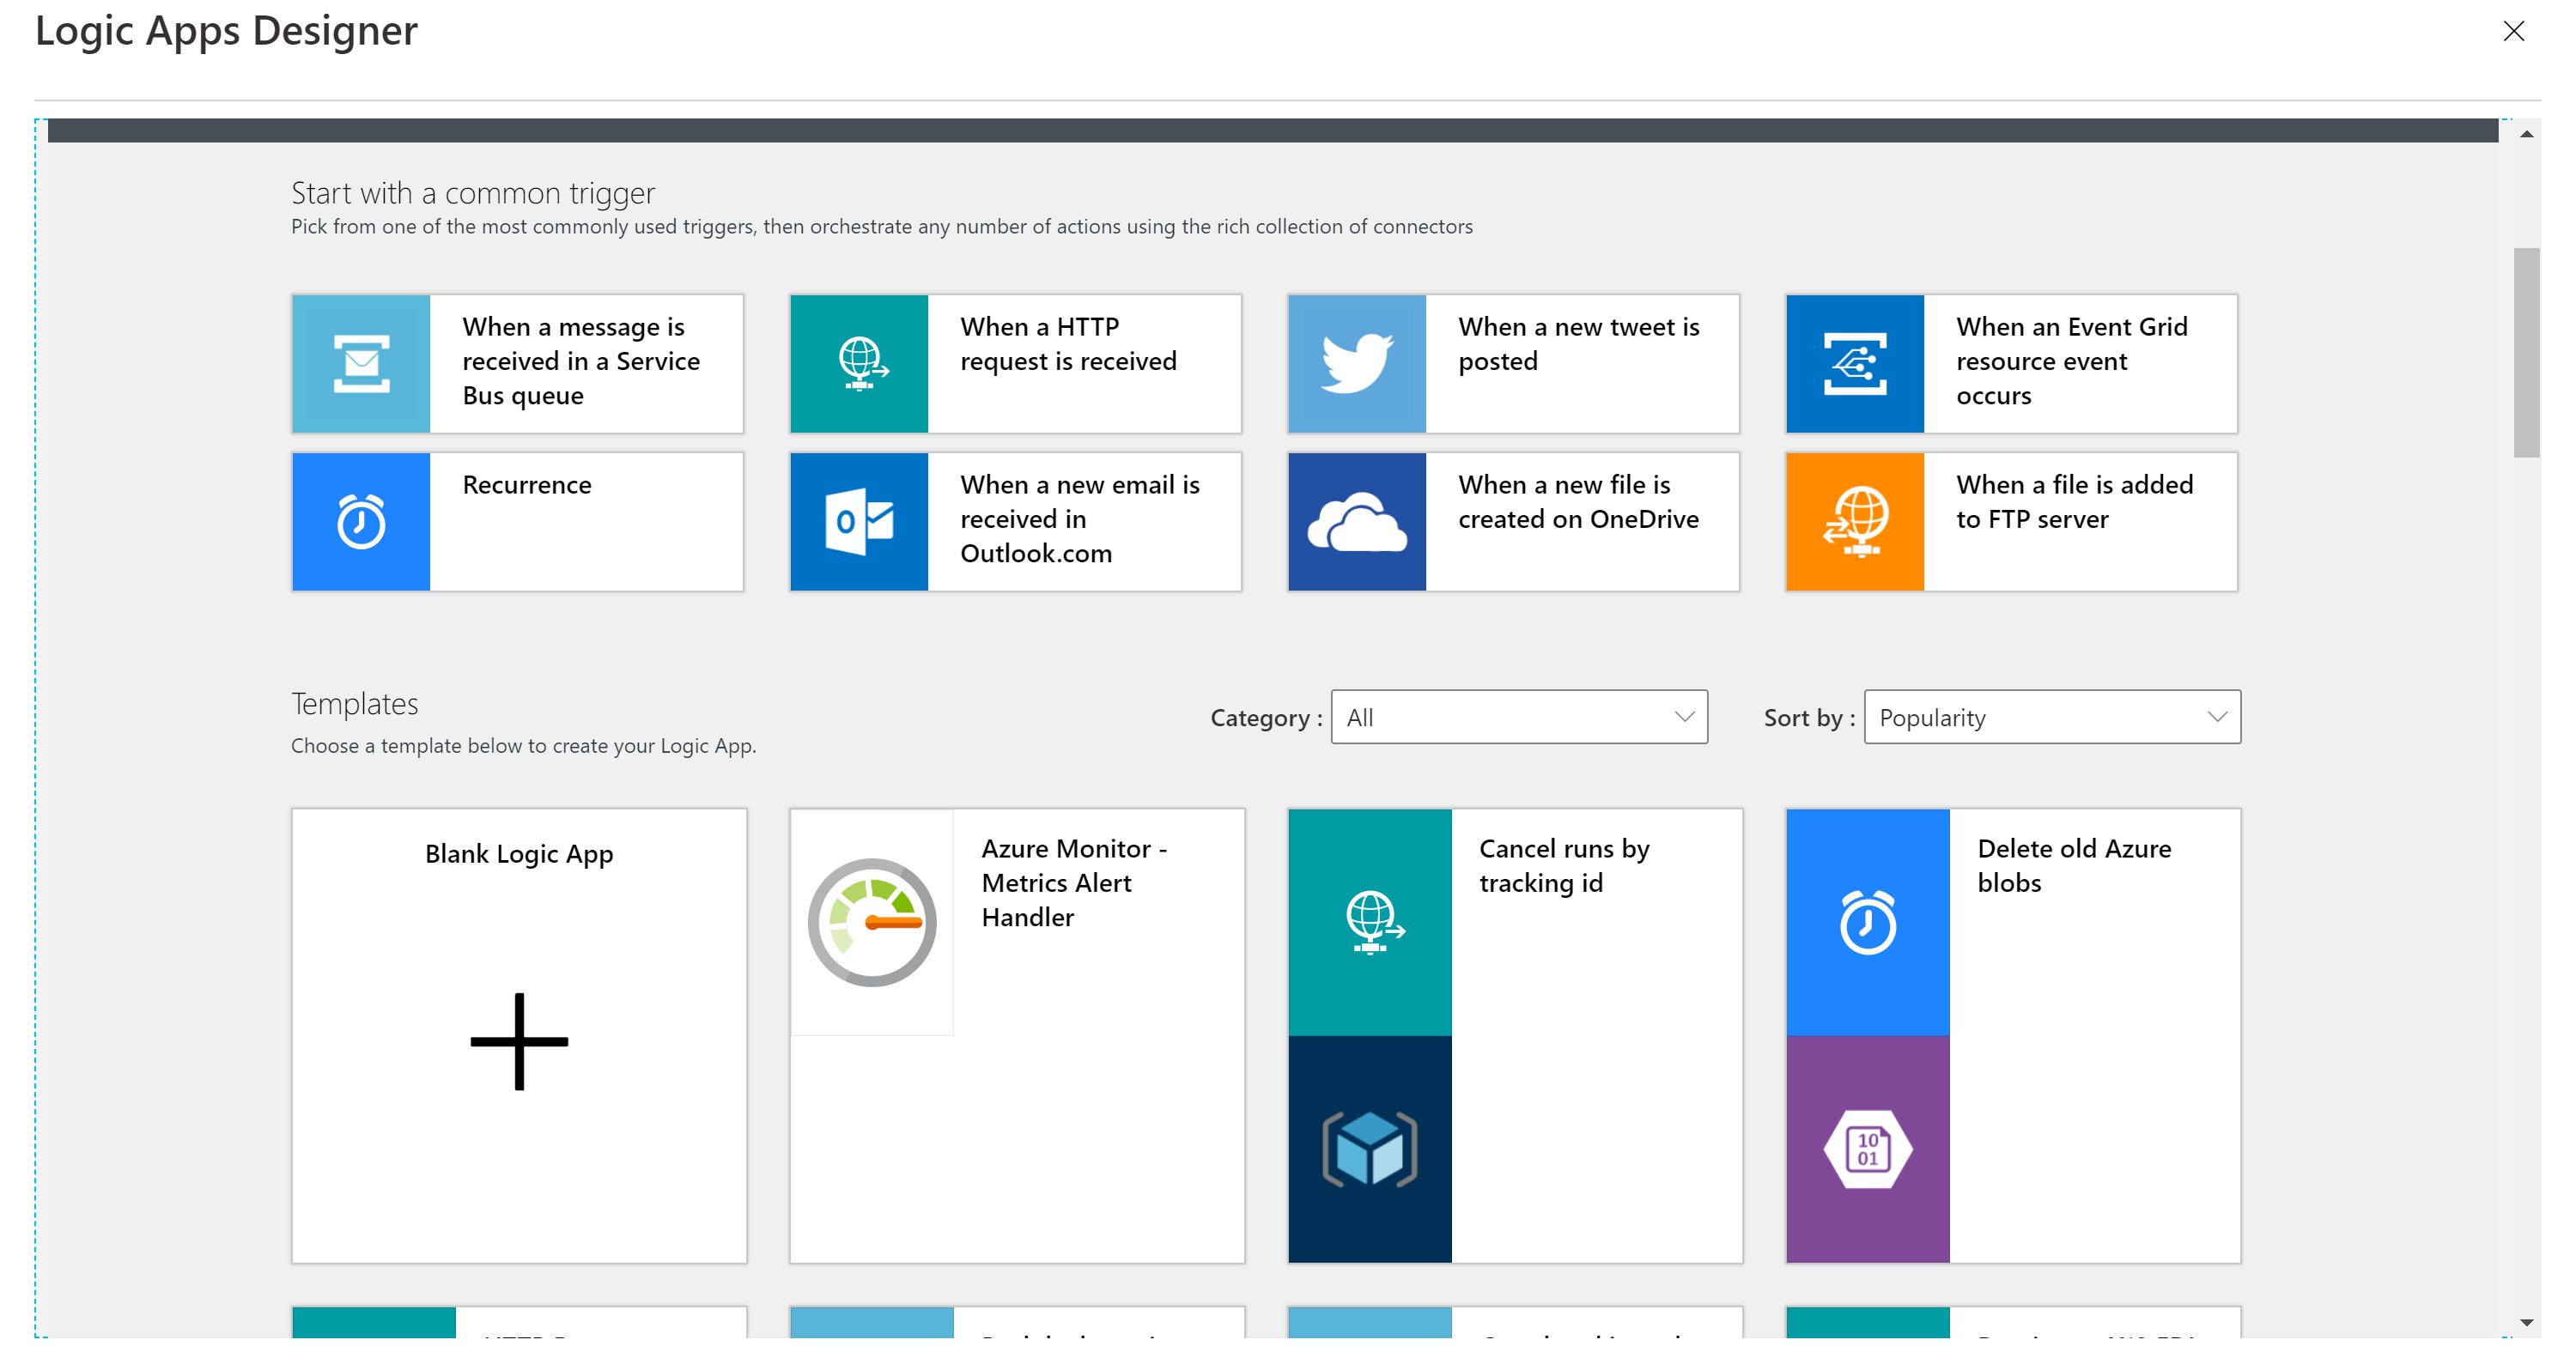 Logic Apps Designer
Start with a common trigger
Pick from one of the most commonly used triggers, then orchestrate any number of actions using the rich collection of connectors
When a message is
received in a Service
Bus queue
When a HTTP
request is received
When a new tweet is
posted
When an Event Grid
resource event
occurs
Recurrence
When a new email is
received in
Outlook.com
When a new file is
created on OneDrive
When a file is added
to FTP server
Templates
Choose a template below to create your Logic App.
Category : All
Sort by : Popularity
Blank Logic App
Azure Monitor -
Metrics Alert
Handler
Cancel runs by
tracking id
Delete old Azure
blobs
10
01